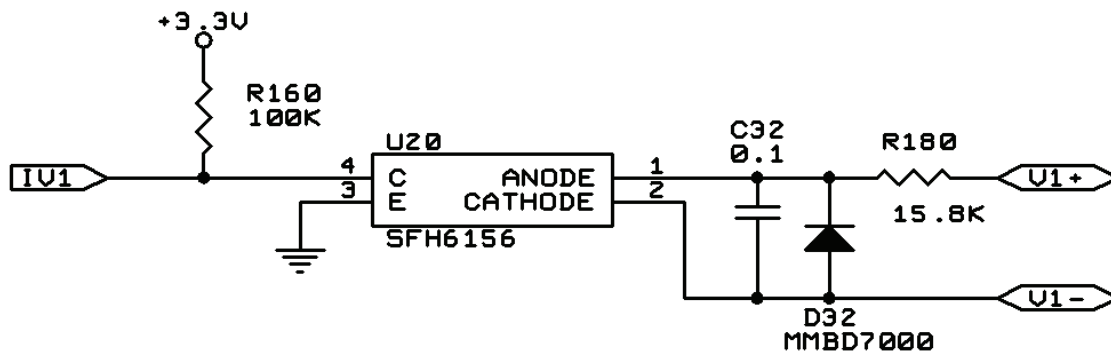 +3.3V
R160
100K
IV1
U20
4
3
C
E
ANODE
CATHODE
1
2
SFH6156
C32
0.1
R180
15.8K
V1+
V1-
D32
MMBD7000